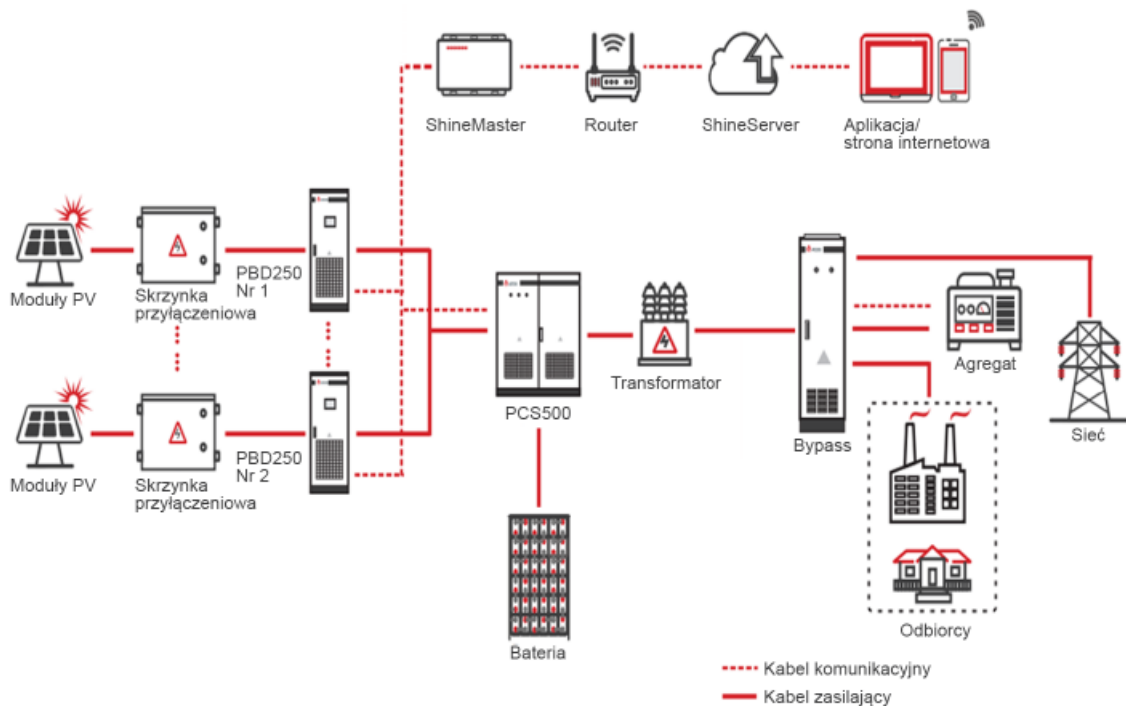 ShineMaster
Router
ShineServer
Aplikacja/
strona internetowa
Moduły PV
Skrzynka
przyłączeniowa
PBD250
Nr 1
PCS500
Transformator
Bypass
Agregat
Sieć
Moduły PV
Skrzynka
przyłączeniowa
PBD250
Nr 2
Bateria
Odbiorcy
Kabel komunikacyjny
Kabel zasilający